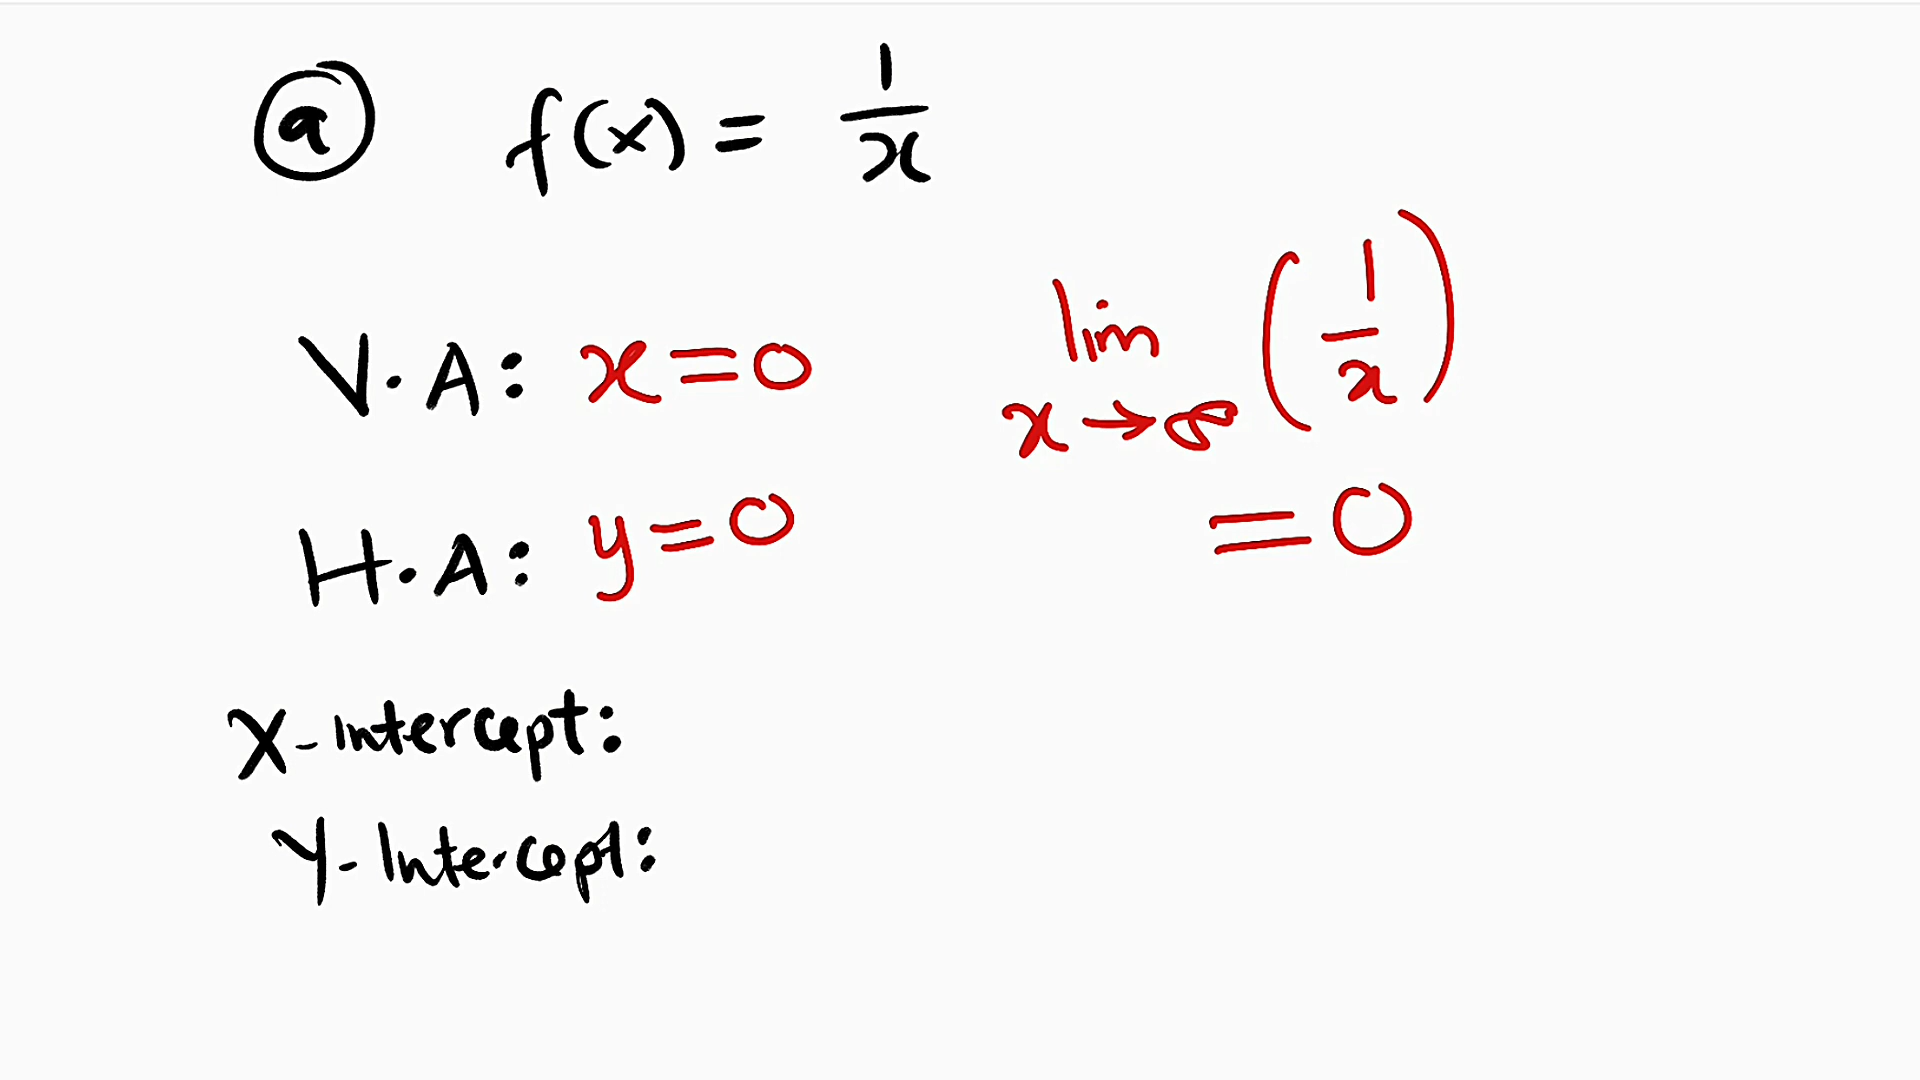 ⓐ f(x) = 1/x
V.A: x=0
lim x→∞ (1/x)
= 0
H.A: y=0
X-Intercept:
Y-Intercept: